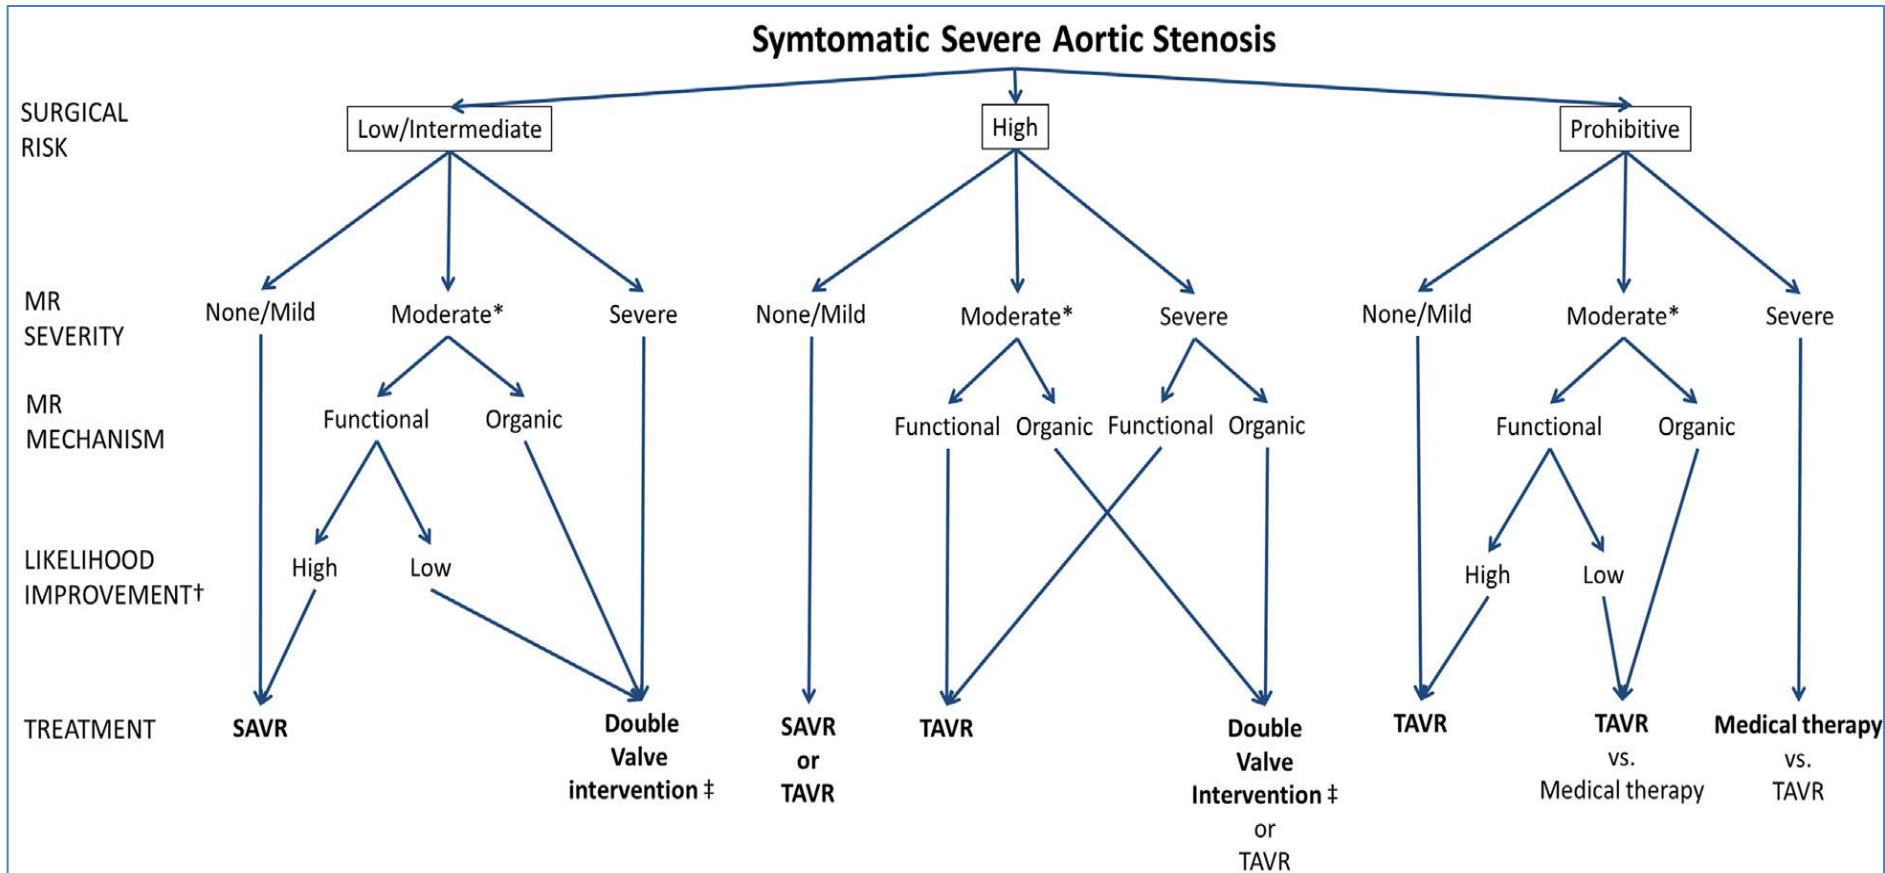 Symtomatic Severe Aortic Stenosis
SURGICAL
RISK
Low/Intermediate
High
Prohibitive
MR
SEVERITY
None/Mild
Moderate*
Severe
None/Mild
Moderate*
Severe
None/Mild
Moderate*
Severe
MR
MECHANISM
Functional
Organic
Functional
Organic
Functional
Organic
Functional
Organic
LIKELIHOOD
IMPROVEMENT†
High
Low
High
Low
TREATMENT
SAVR
Double
Valve
intervention ‡
SAVR
or
TAVR
TAVR
Double
Valve
Intervention ‡
or
TAVR
TAVR
TAVR
vs.
Medical therapy
Medical therapy
vs.
TAVR